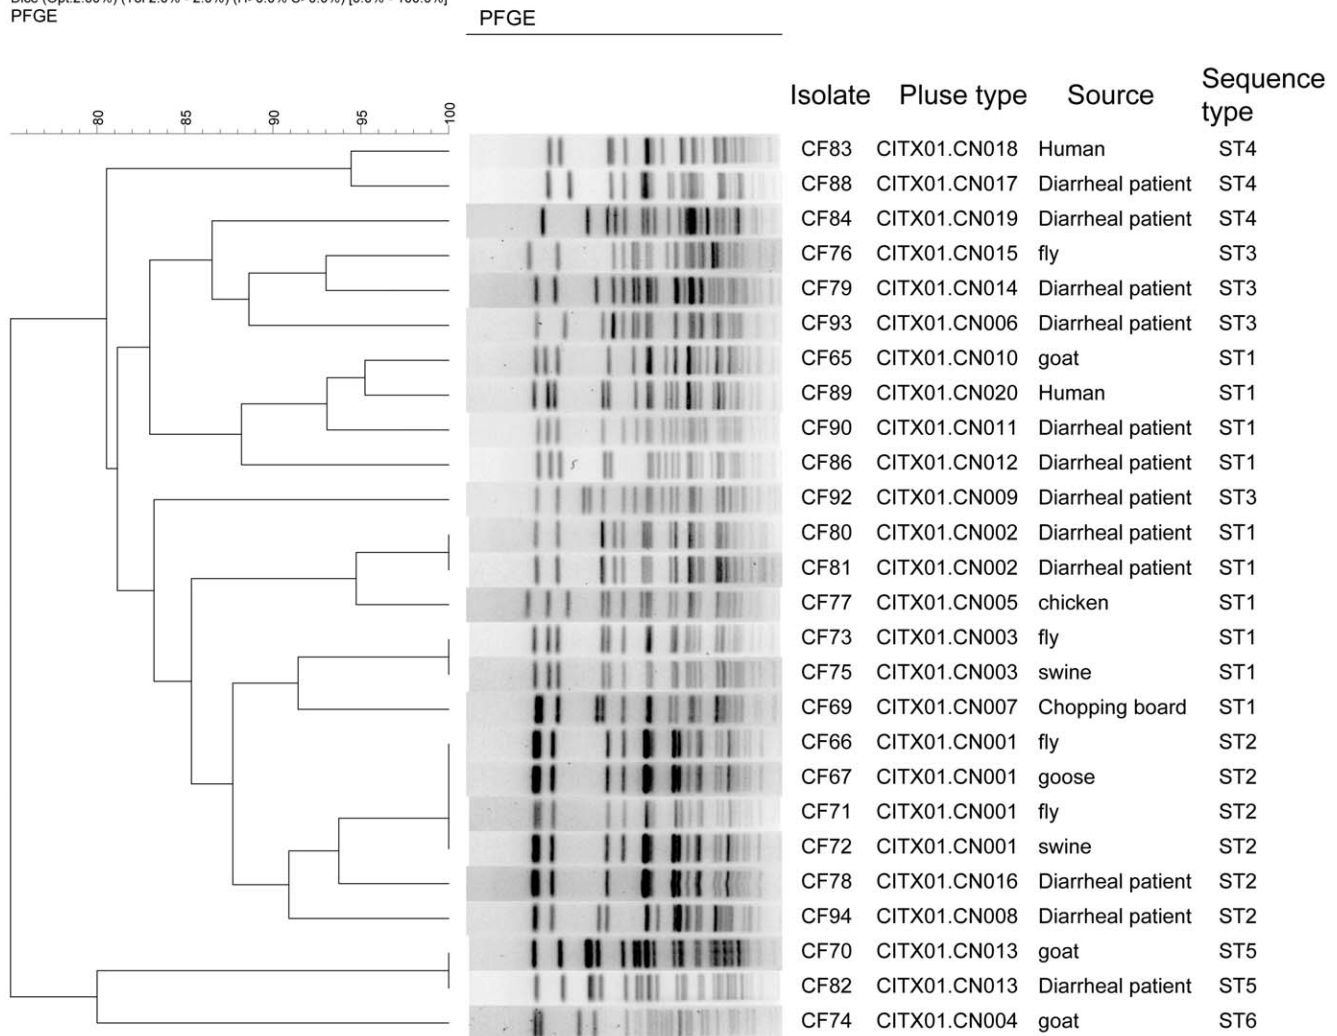 PFGE
PFGE
80 85 90 95 100
Isolate Pluse type Source Sequence type
CF83 CITX01.CN018 Human ST4
CF88 CITX01.CN017 Diarrheal patient ST4
CF84 CITX01.CN019 Diarrheal patient ST4
CF76 CITX01.CN015 fly ST3
CF79 CITX01.CN014 Diarrheal patient ST3
CF93 CITX01.CN006 Diarrheal patient ST3
CF65 CITX01.CN010 goat ST1
CF89 CITX01.CN020 Human ST1
CF90 CITX01.CN011 Diarrheal patient ST1
CF86 CITX01.CN012 Diarrheal patient ST1
CF92 CITX01.CN009 Diarrheal patient ST3
CF80 CITX01.CN002 Diarrheal patient ST1
CF81 CITX01.CN002 Diarrheal patient ST1
CF77 CITX01.CN005 chicken ST1
CF73 CITX01.CN003 fly ST1
CF75 CITX01.CN003 swine ST1
CF69 CITX01.CN007 Chopping board ST1
CF66 CITX01.CN001 fly ST2
CF67 CITX01.CN001 goose ST2
CF71 CITX01.CN001 fly ST2
CF72 CITX01.CN001 swine ST2
CF78 CITX01.CN016 Diarrheal patient ST2
CF94 CITX01.CN008 Diarrheal patient ST2
CF70 CITX01.CN013 goat ST5
CF82 CITX01.CN013 Diarrheal patient ST5
CF74 CITX01.CN004 goat ST6